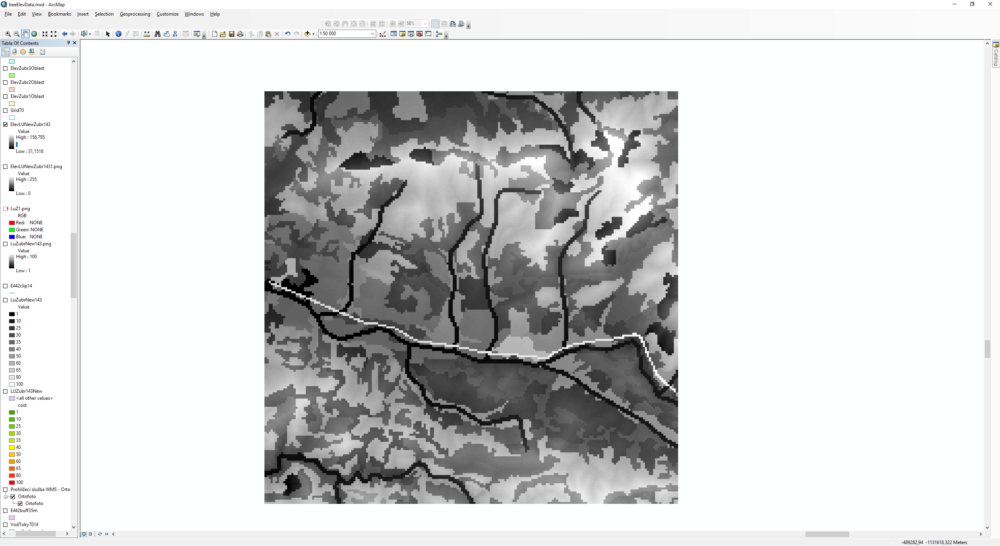 beeElevData.mxd - ArcMap
File Edit View Bookmarks Insert Selection Geoprocessing Customize Windows Help
58%
1:50 000
Table Of Contents
Catalog
ElevZubr3Oblast
ElevZubr2Oblast
ElevZubr1Oblast
Grid70
ElevLUNewZubr143
Value
High : 156,785
Low : 31,1518
ElevLUNewZubr1431.png
Value
High : 255
Low : 0
LuZ1.png
RGB
Red: NONE
Green: NONE
Blue: NONE
LuZubrNew143.png
Value
High : 100
Low : 1
E442clip14
LuZubrNew143
Value
1
10
25
30
35
40
50
60
65
80
100
LUZubr143New
<all other values>
cost
1
10
25
30
35
40
50
60
65
80
100
Prohlížecí služba WMS - Orto
Ortofoto
Ortofoto
E442buff35m
VodToky7014
-489282,94 -1131618,322 Meters